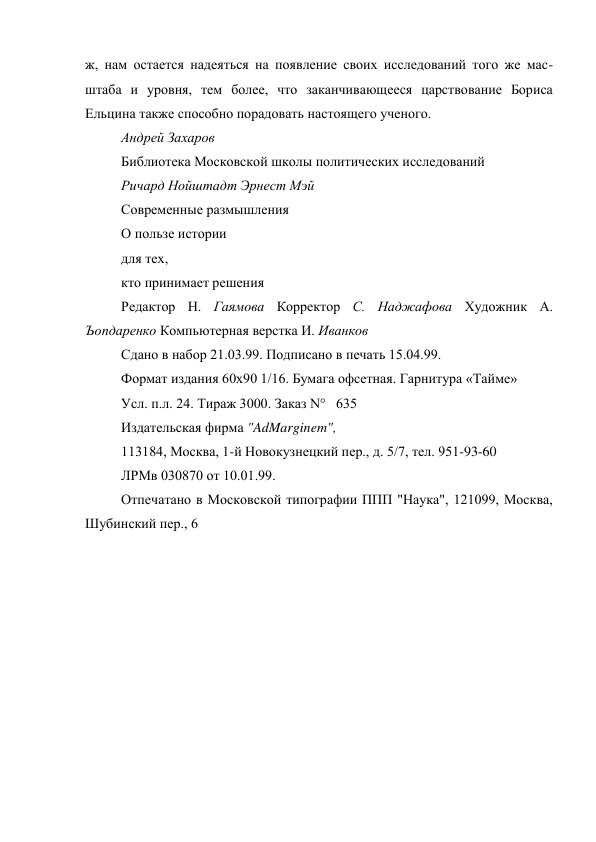 ж, нам остается надеяться на появление своих исследований того же мас-
штаба и уровня, тем более, что заканчивающееся царствование Бориса
Ельцина также способно порадовать настоящего ученого.
Андрей Захаров
Библиотека Московской школы политических исследований
Ричард Нойштадт Эрнест Мэй
Современные размышления
О пользе истории
для тех,
кто принимает решения
Редактор Н. Гаямова Корректор С. Наджафова Художник А.
Ъопдаренко Компьютерная верстка И. Иванков
Сдано в набор 21.03.99. Подписано в печать 15.04.99.
Формат издания 60х90 1/16. Бумага офсетная. Гарнитура «Тайме»
Усл. п.л. 24. Тираж 3000. Заказ N° 635
Издательская фирма "AdMarginem",
113184, Москва, 1-й Новокузнецкий пер., д. 5/7, тел. 951-93-60
ЛРМв 030870 от 10.01.99.
Отпечатано в Московской типографии ППП "Наука", 121099, Москва,
Шубинский пер., 6